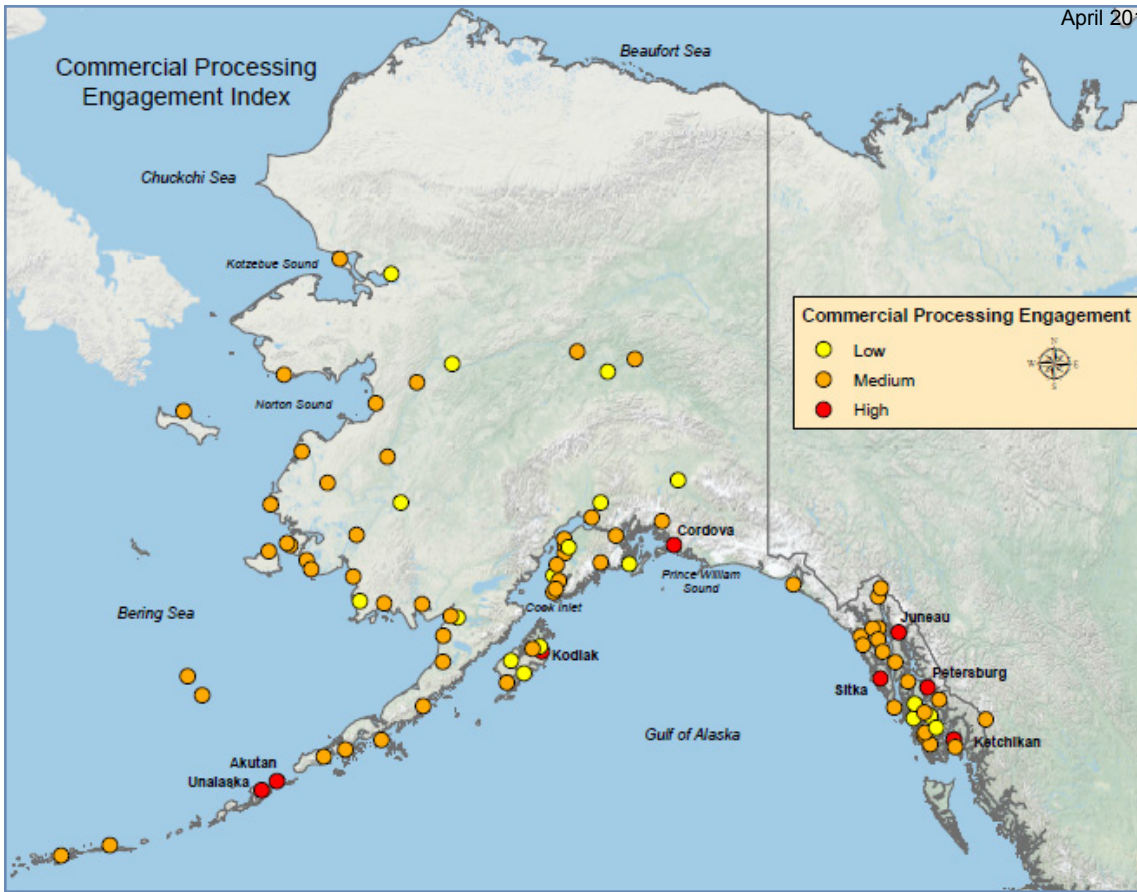 April 201
Commercial Processing
Engagement Index
Beaufort Sea
Chuckchi Sea
Kotzebue Sound
Commercial Processing Engagement
Low
Medium
High
N
W
E
S
Norton Sound
Cordova
Prince William
Sound
Cook Inlet
Bering Sea
Juneau
Kodiak
Petersburg
Sitka
Gulf of Alaska
Ketchikan
Akutan
Unalaska